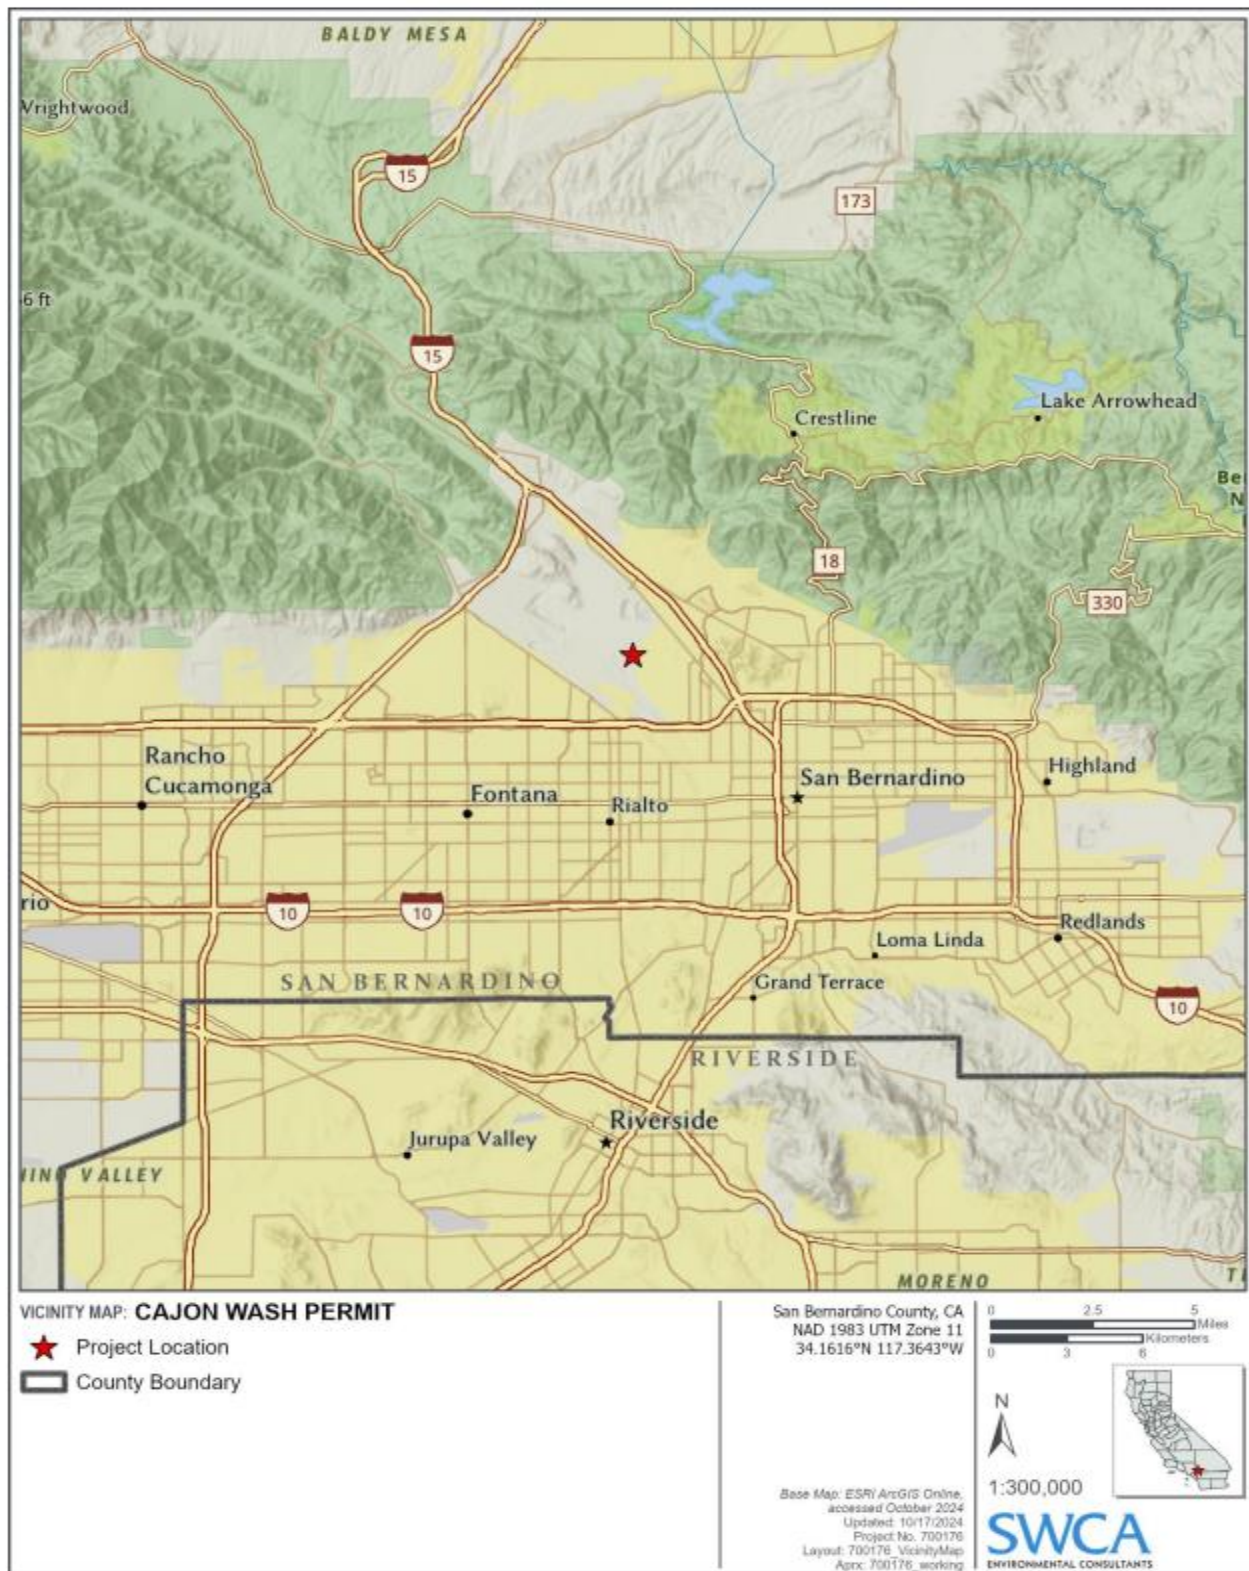 BALDY MESA
Wrightwood
15
173
6 ft
15
Lake Arrowhead
Crestline
Be
N
18
330
Rancho
Cucamonga
Highland
San Bernardino
Fontana
Rialto
rio
10
10
Redlands
Loma Linda
SAN BERNARDINO
Grand Terrace
10
RIVERSIDE
Riverside
Jurupa Valley
HINO VALLEY
MORENO
VICINITY MAP: CAJON WASH PERMIT
Project Location
County Boundary
San Bernardino County, CA
NAD 1983 UTM Zone 11
34.1616°N 117.3643°W
Base Map: ESRI ArcGIS Online,
accessed October 2024
Updated: 10/17/2024
Project No. 700176
Layout: 700176_VicinityMap
Aprx: 700176_working
0 2.5 5
Miles
Kilometers
0 3 6
N
1:300,000
SWCA
ENVIRONMENTAL CONSULTANTS